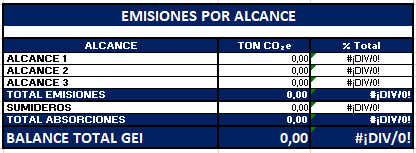 EMISIONES POR ALCANCE
ALCANCE TON CO₂e % Total
ALCANCE 1 0,00 #¡DIV/0!
ALCANCE 2 0,00 #¡DIV/0!
ALCANCE 3 0,00 #¡DIV/0!
TOTAL EMISIONES 0,00 #¡DIV/0!
SUMIDEROS 0,00 #¡DIV/0!
TOTAL ABSORCIONES 0,00 #¡DIV/0!
BALANCE TOTAL GEI 0,00 #¡DIV/0!